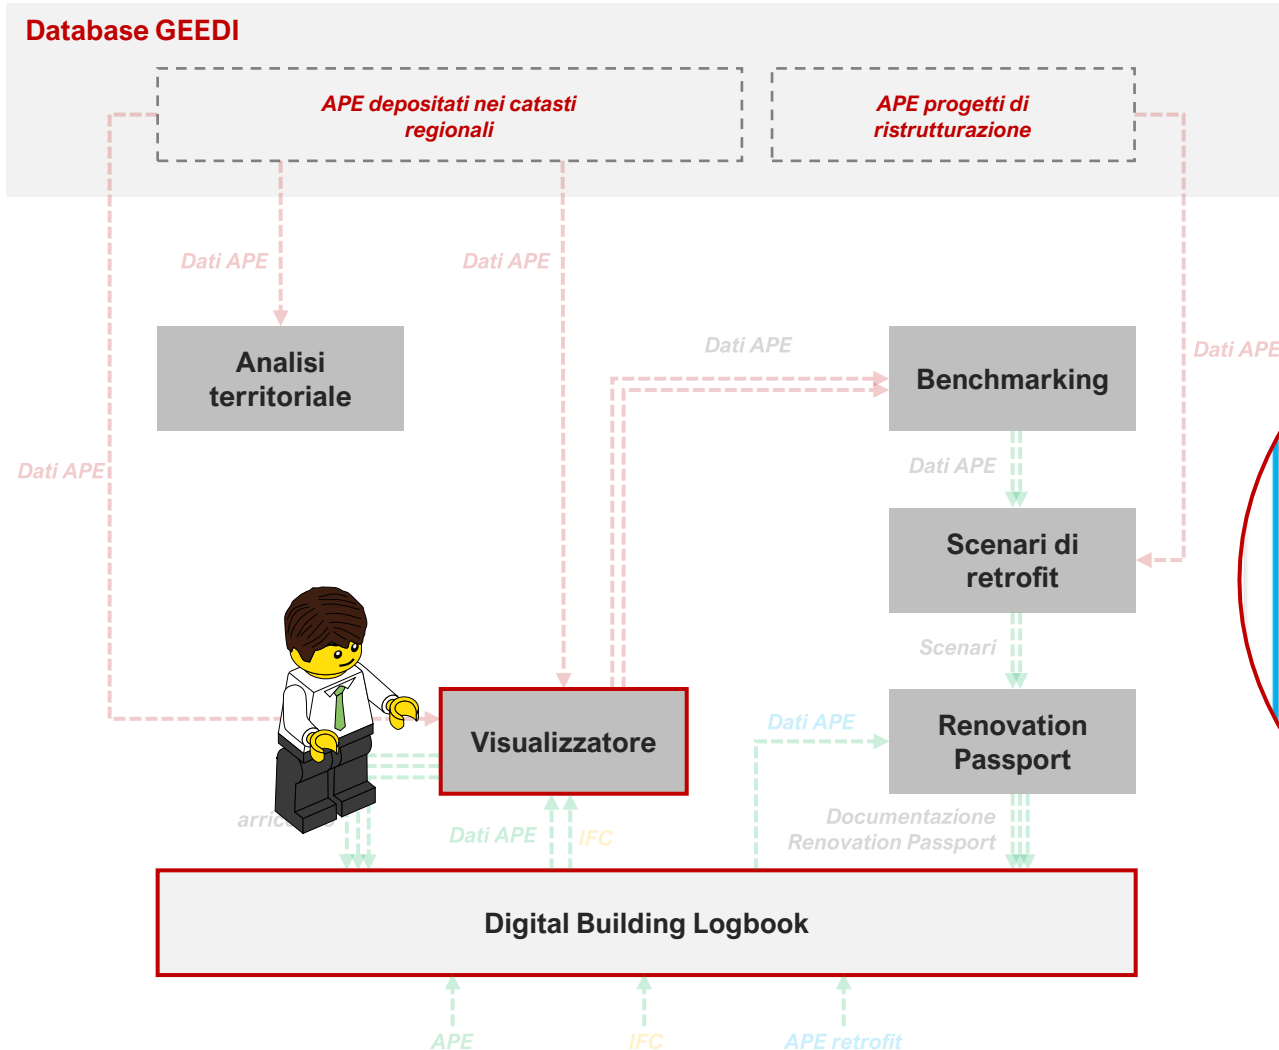 Database GEEDI
APE depositati nei catasti
regionali
APE progetti di
ristrutturazione
Dati APE
Dati APE
Analisi
territoriale
Dati APE
Benchmarking
Dati APE
Dati APE
Dati APE
Scenari di
retrofit
Scenari
Visualizzatore
Dati APE
Renovation
Passport
Dati APE
IFC
Documentazione
Renovation Passport
Digital Building Logbook
APE
IFC
APE retrofit